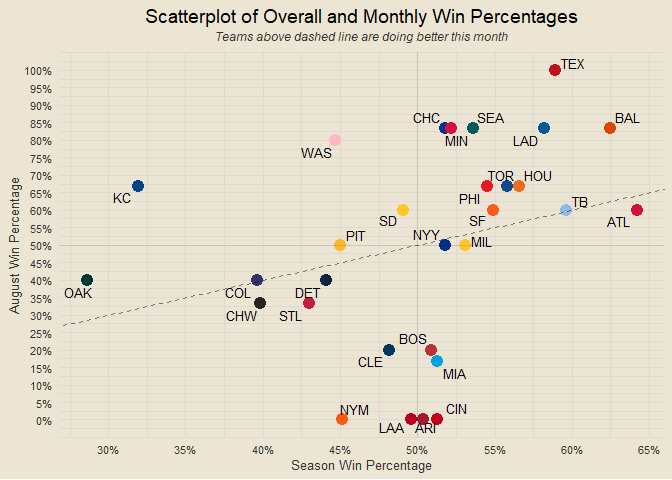 Scatterplot of Overall and Monthly Win Percentages
Teams above dashed line are doing better this month
August Win Percentage
100%
95%
90%
85%
80%
75%
70%
65%
60%
55%
50%
45%
40%
35%
30%
25%
20%
15%
10%
5%
0%
TEX
CHC
SEA
BAL
MIN
LAD
WAS
TOR
HOU
KC
PHI
TB
SD
SF
ATL
PIT
NYY
MIL
OAK
COL
DET
CHW
STL
BOS
CLE
MIA
NYM
CIN
LAA
ARI
30%
35%
40%
45%
50%
55%
60%
65%
Season Win Percentage